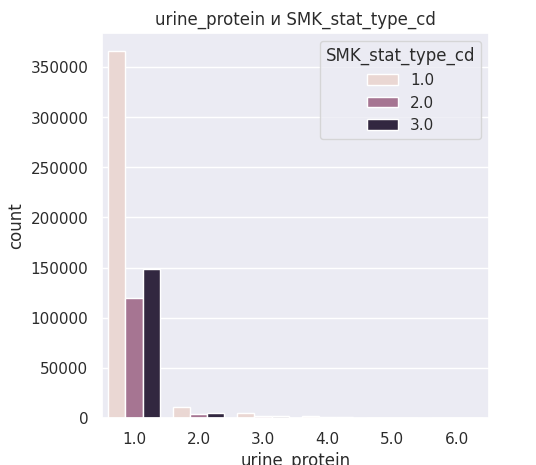 urine_protein и SMK_stat_type_cd
SMK_stat_type_cd
1.0
2.0
3.0
350000
300000
250000
200000
150000
100000
50000
0
count
1.0 2.0 3.0 4.0 5.0 6.0
urine_protein